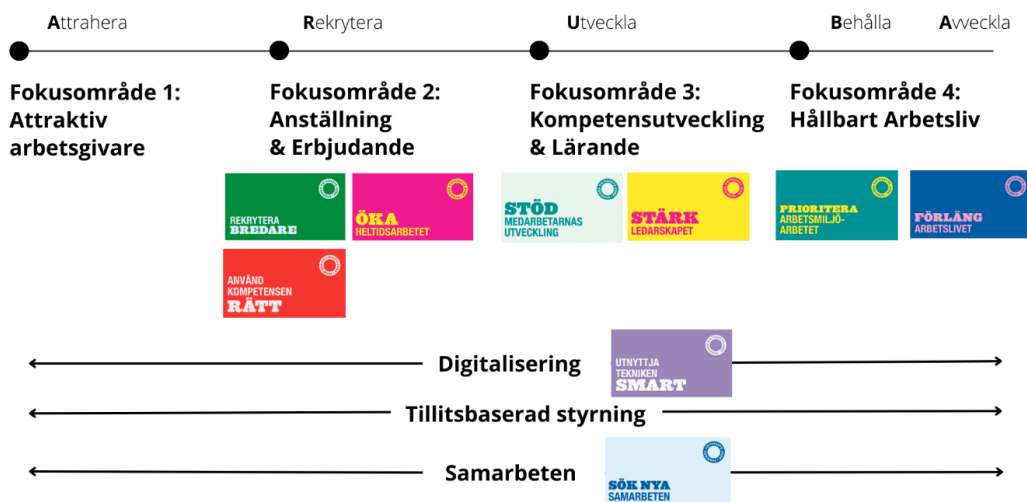 Attrahera
Rekrytera
Utveckla
Behålla
Avveckla
Fokusområde 1:
Attraktiv
arbetsgivare
Fokusområde 2:
Anställning
& Erbjudande
Fokusområde 3:
Kompetensutveckling
& Lärande
Fokusområde 4:
Hållbart Arbetsliv
REKRYTERA
BREDARE
ÖKA
HELTIDSARBETET
STÖD
MEDARBETARNAS
UTVECKLING
STÄRK
LEDARSKAPET
PRIORITERA
ARBETSMILJÖ-
ARBETET
FÖRLÄNG
ARBETSLIVET
ANVÄND
KOMPETENSEN
RÄTT
Digitalisering
UTNYTTJA
TEKNIKEN
SMART
Tillitsbaserad styrning
Samarbeten
SÖK NYA
SAMARBETEN